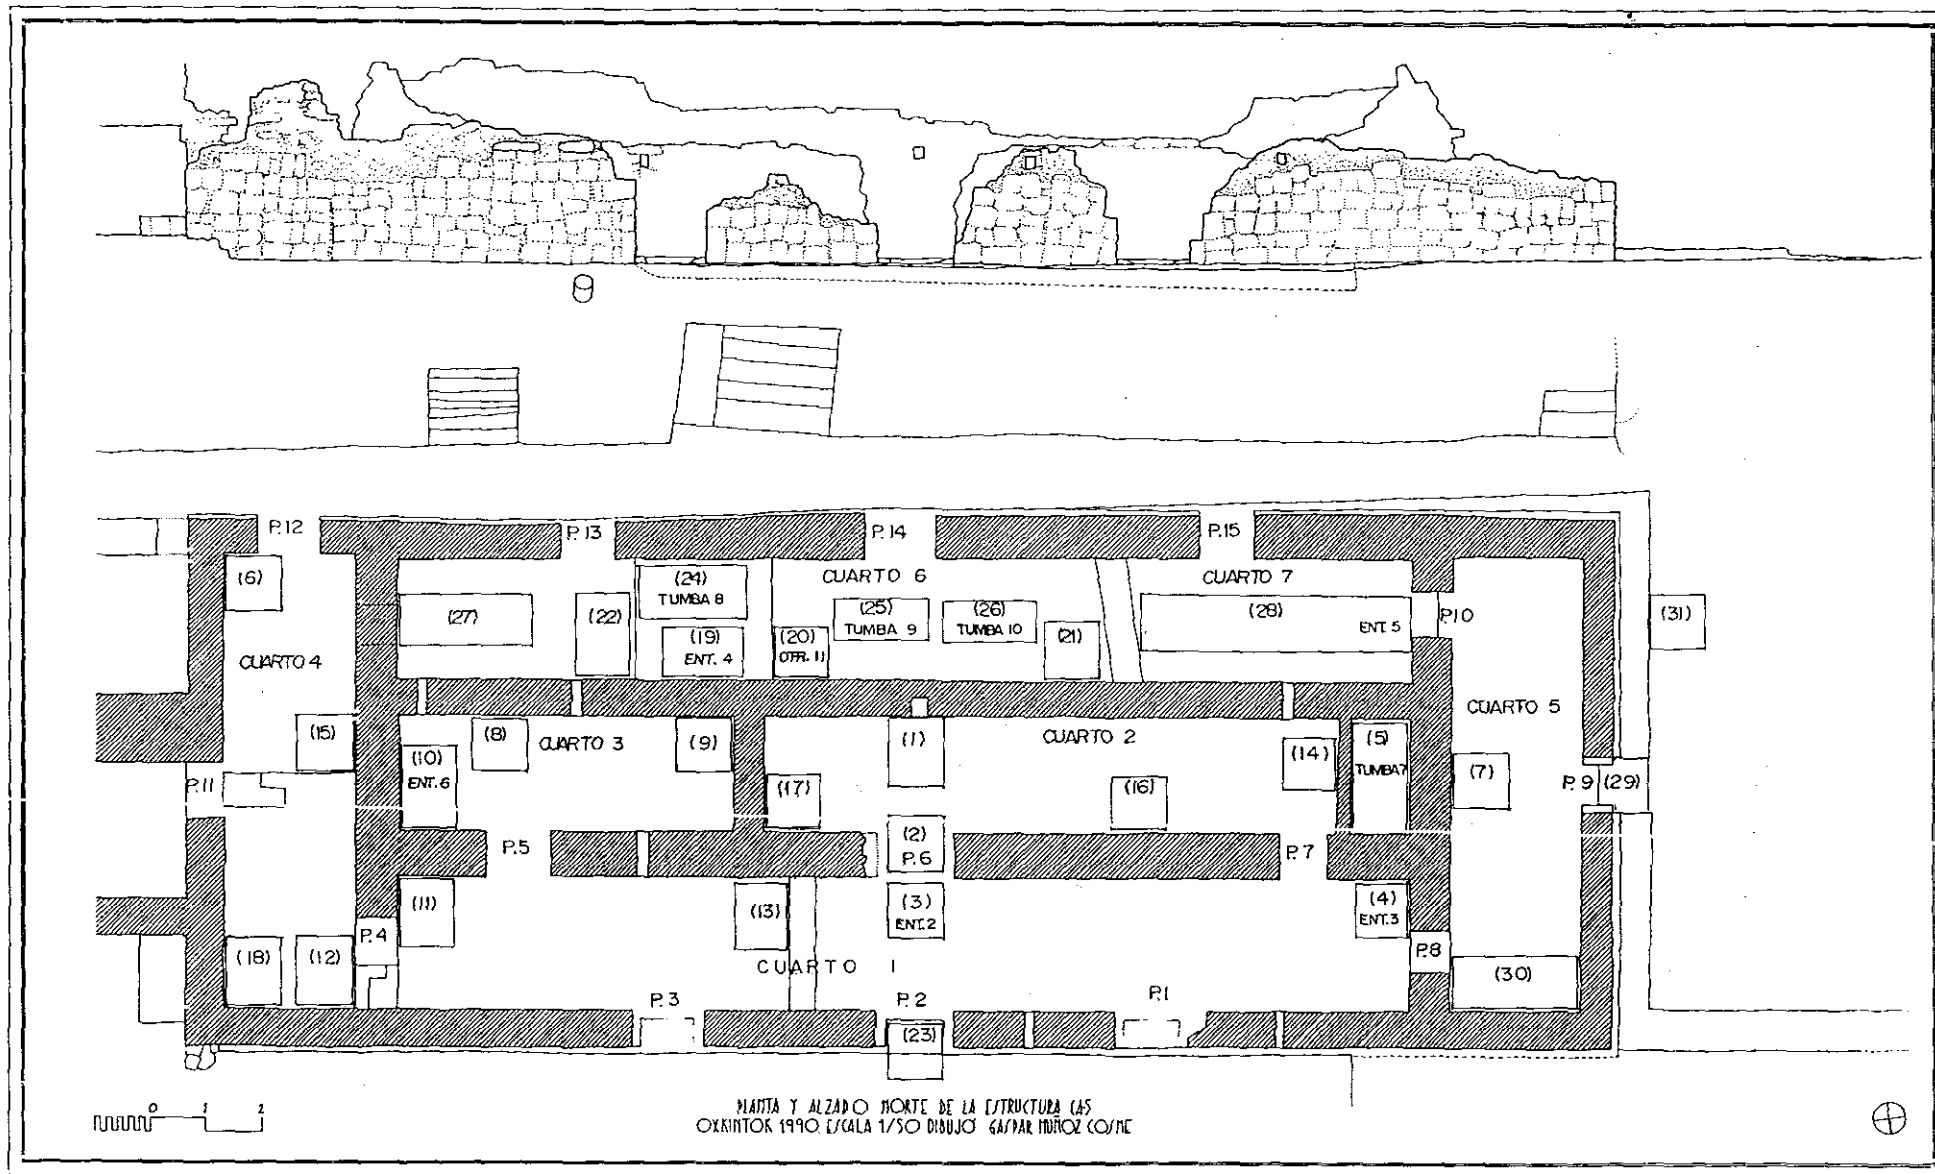 P.12
P.13
P.14
P.15
(6)
(24)
TUMBA 8
CUARTO 6
CUARTO 7
(27)
(22)
(25)
TUMBA 9
(26)
TUMBA 10
(28)
ENT. 5
P.10
(31)
(19)
ENT. 4
(20)
OFR. 11
(21)
CUARTO 4
CUARTO 5
(15)
(8)
CUARTO 3
(9)
(1)
CUARTO 2
(14)
(5)
TUMBA 7
(10)
ENT. 6
(7)
P.11
(17)
(16)
P. 9
(29)
P.5
(2)
P.6
P.7
(11)
(13)
(3)
ENT. 2
(4)
ENT. 3
P.4
(18)
(12)
CUARTO 1
P.8
(30)
P. 3
P. 2
P.1
(23)
0 1 2
PLANTA Y ALZADO NORTE DE LA ESTRUCTURA CA5
OXKINTOK 1990. ESCALA 1/50 DIBUJO GASPAR MUÑOZ COSME